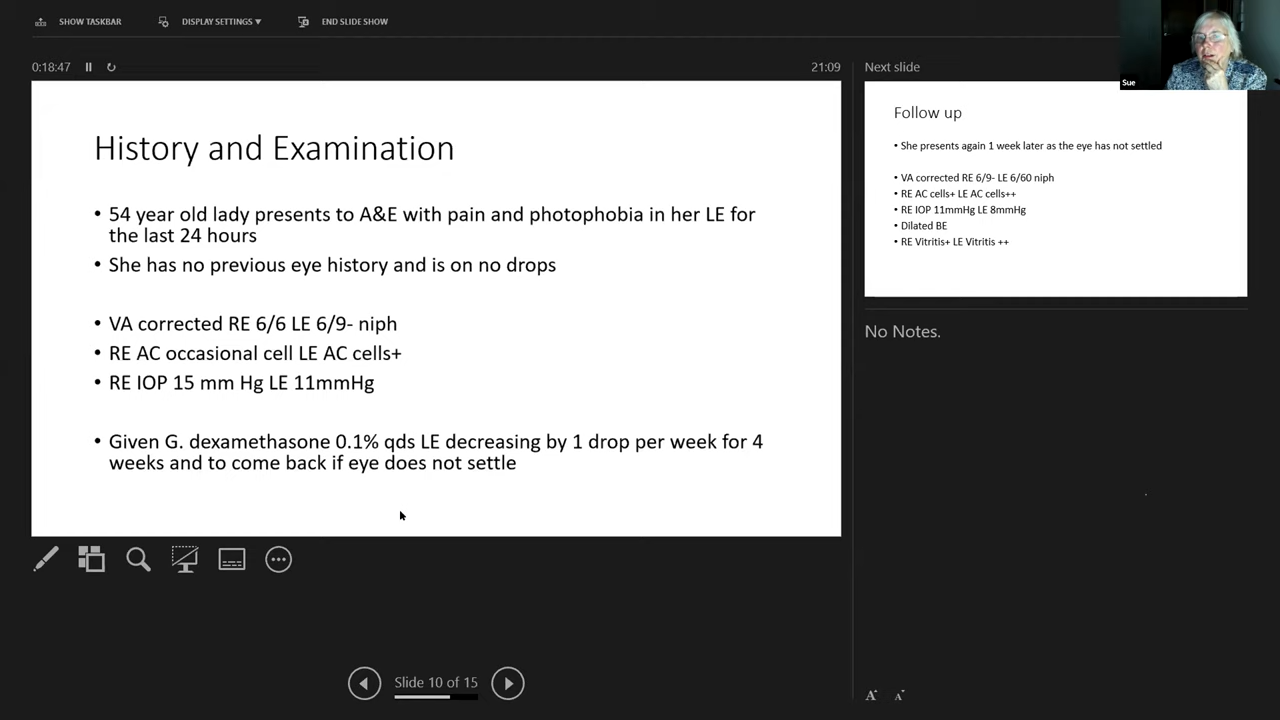 SHOW TASKBAR
DISPLAY SETTINGS ▼
END SLIDE SHOW
Sue
0:18:47
21:09
History and Examination
• 54 year old lady presents to A&E with pain and photophobia in her LE for
the last 24 hours
• She has no previous eye history and is on no drops
• VA corrected RE 6/6 LE 6/9- niph
• RE AC occasional cell LE AC cells+
• RE IOP 15 mm Hg LE 11mmHg
• Given G. dexamethasone 0.1% qds LE decreasing by 1 drop per week for 4
weeks and to come back if eye does not settle
Slide 10 of 15
Next slide
Follow up
• She presents again 1 week later as the eye has not settled
• VA corrected RE 6/9- LE 6/60 niph
• RE AC cells+ LE AC cells++
• RE IOP 11mmHg LE 8mmHg
• Dilated BE
• RE Vitritis+ LE Vitritis ++
No Notes.
A A